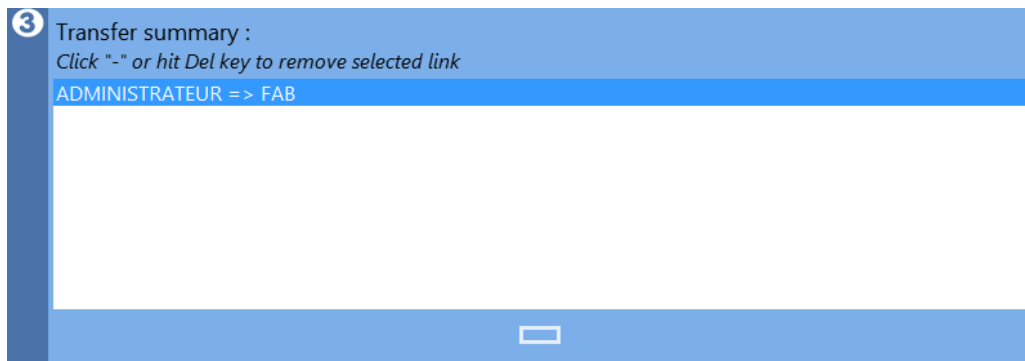 3
Transfer summary :
Click "-" or hit Del key to remove selected link
ADMINISTRATEUR => FAB